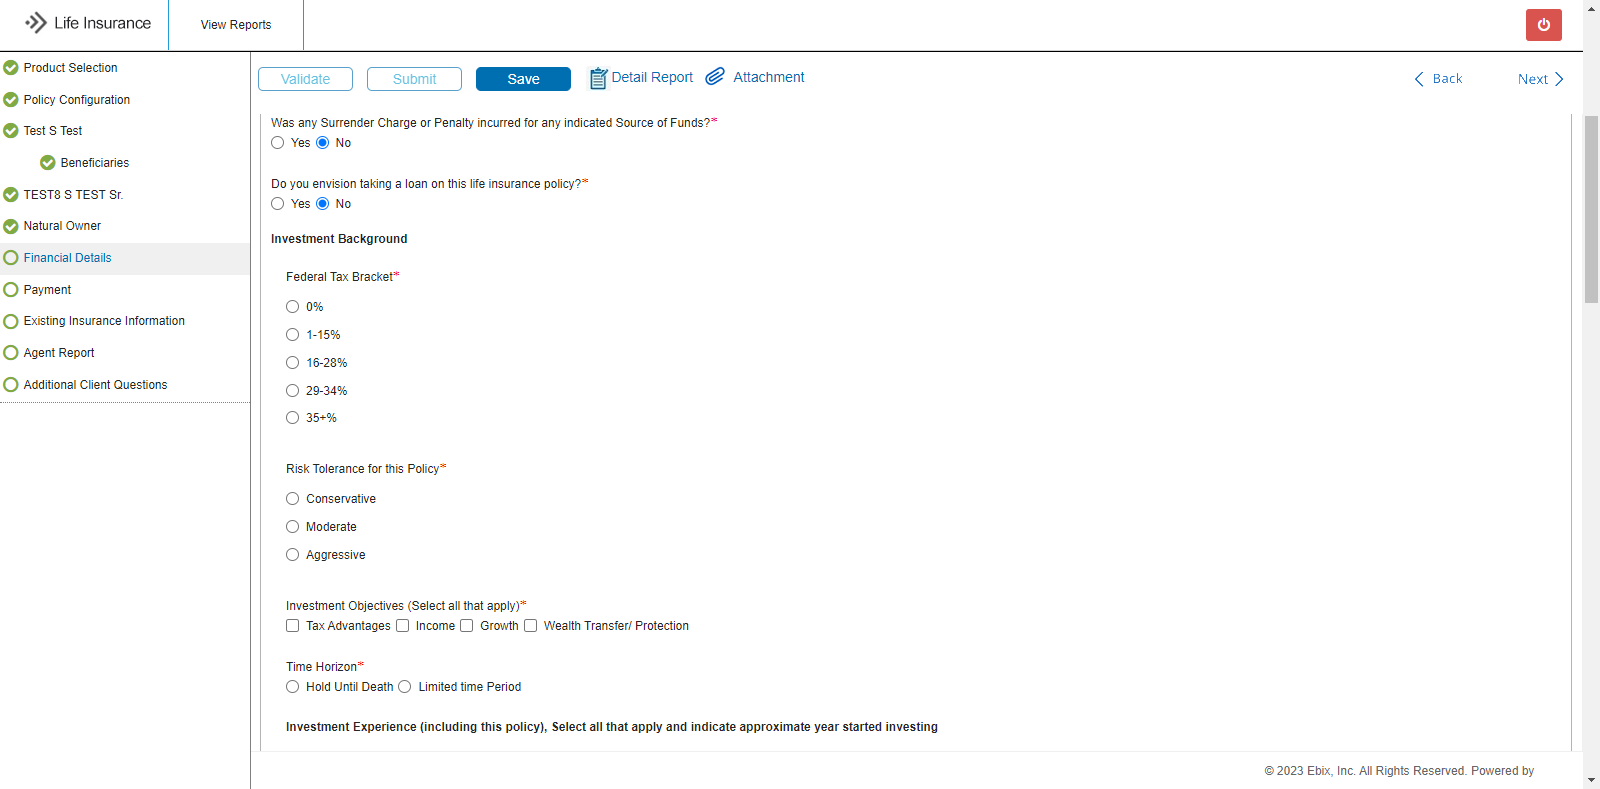 Life Insurance
View Reports
Product Selection
Policy Configuration
Test S Test
Beneficiaries
TEST8 S TEST Sr.
Natural Owner
Financial Details
Payment
Existing Insurance Information
Agent Report
Additional Client Questions
Validate Submit Save Detail Report Attachment Back Next
Was any Surrender Charge or Penalty incurred for any indicated Source of Funds?*
Yes No
Do you envision taking a loan on this life insurance policy?*
Yes No
Investment Background
Federal Tax Bracket*
0%
1-15%
16-28%
29-34%
35+%
Risk Tolerance for this Policy*
Conservative
Moderate
Aggressive
Investment Objectives (Select all that apply)*
Tax Advantages Income Growth Wealth Transfer/ Protection
Time Horizon*
Hold Until Death Limited time Period
Investment Experience (including this policy), Select all that apply and indicate approximate year started investing
© 2023 Ebix, Inc. All Rights Reserved. Powered by